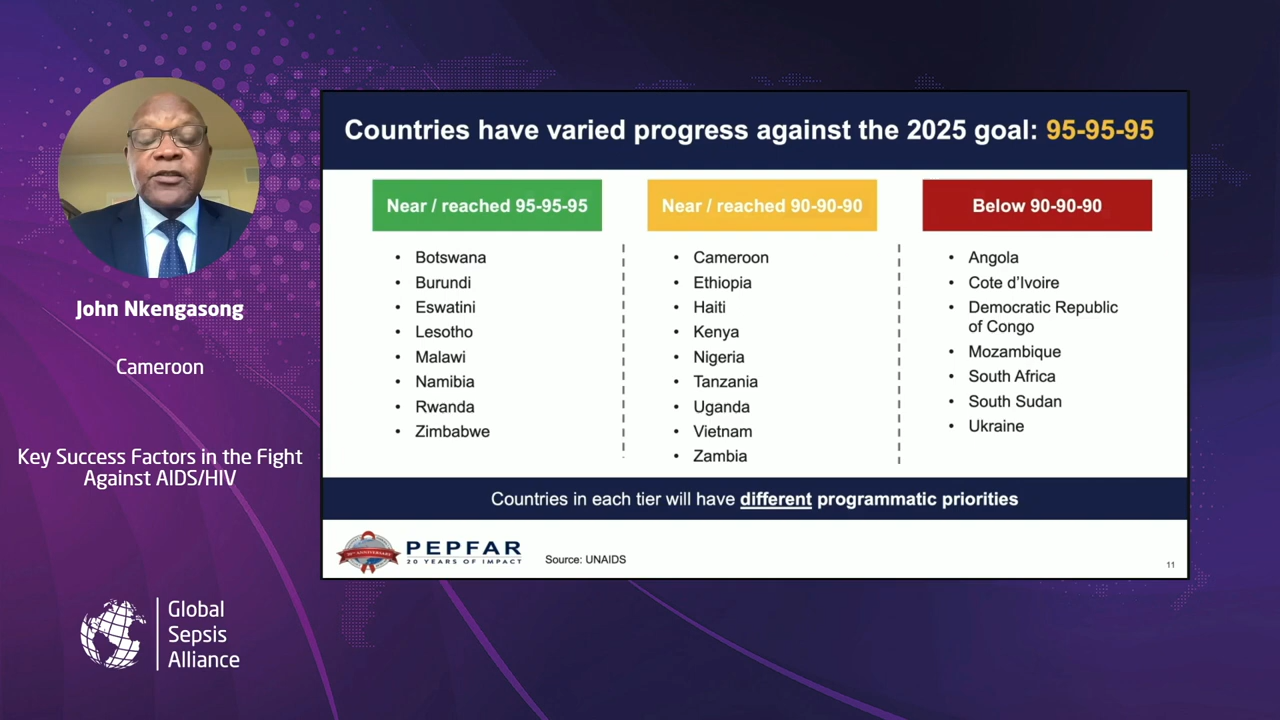 Countries have varied progress against the 2025 goal: 95-95-95
Near / reached 95-95-95
• Botswana
• Burundi
• Eswatini
• Lesotho
• Malawi
• Namibia
• Rwanda
• Zimbabwe
Near / reached 90-90-90
• Cameroon
• Ethiopia
• Haiti
• Kenya
• Nigeria
• Tanzania
• Uganda
• Vietnam
• Zambia
Below 90-90-90
• Angola
• Cote d'Ivoire
• Democratic Republic
of Congo
• Mozambique
• South Africa
• South Sudan
• Ukraine
Countries in each tier will have different programmatic priorities
PEPFAR
20 YEARS OF IMPACT
Source: UNAIDS
11
John Nkengasong
Cameroon
Key Success Factors in the Fight
Against AIDS/HIV
Global
Sepsis
Alliance